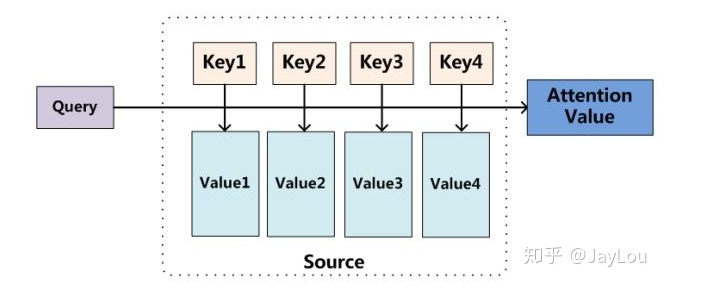 Key1 Key2 Key3 Key4
Query
Attention
Value
Value1 Value2 Value3 Value4
Source
知乎 @JayLou